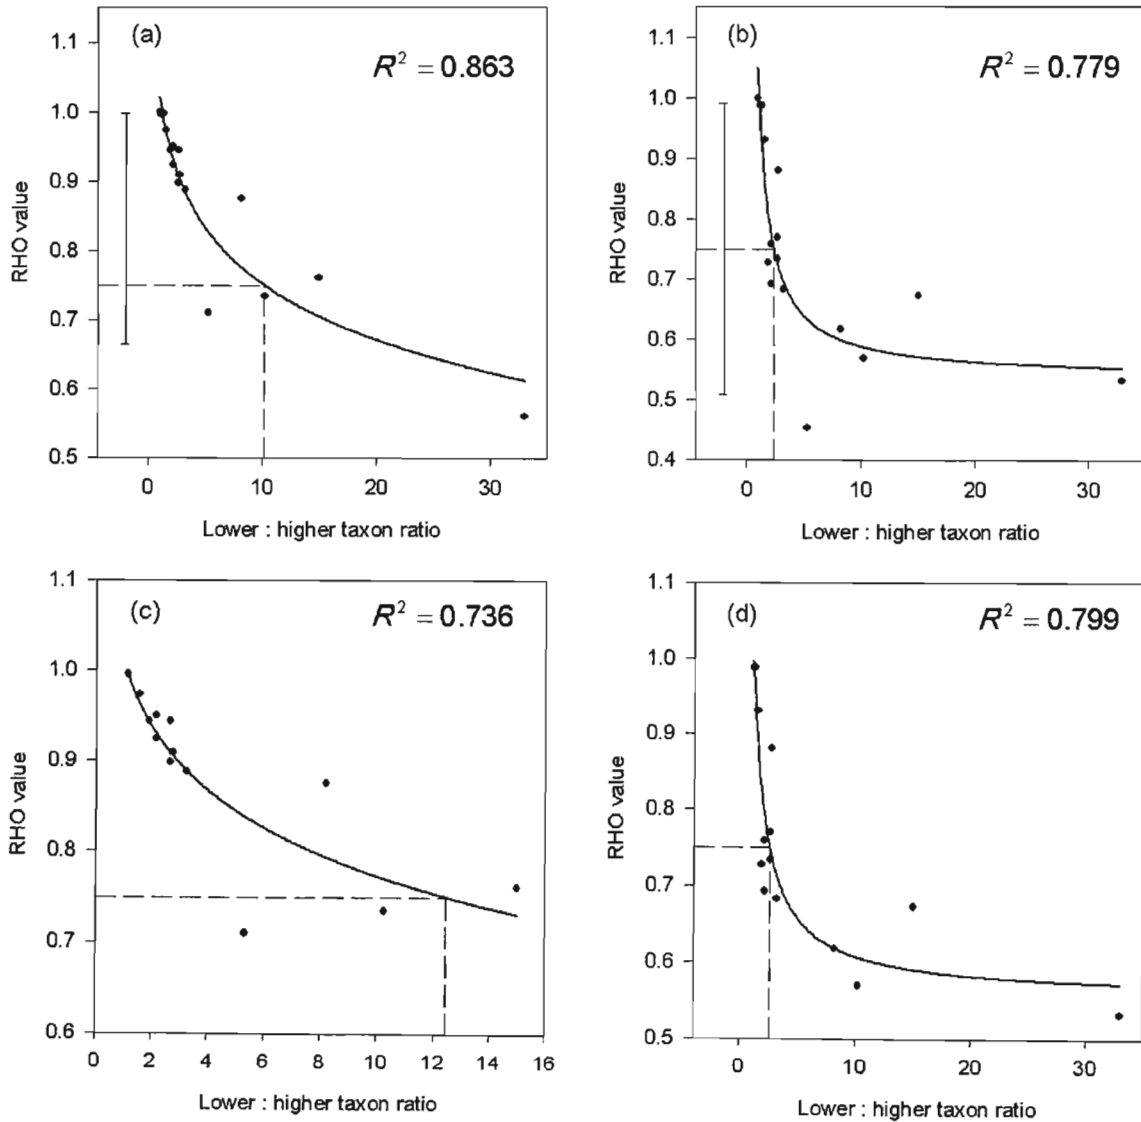 (a)
R² = 0.863
1.1
1.0
0.9
0.8
0.7
0.6
0.5
RHO value
0 10 20 30
Lower : higher taxon ratio
(b)
R² = 0.779
1.1
1.0
0.9
0.8
0.7
0.6
0.5
0.4
RHO value
0 10 20 30
Lower : higher taxon ratio
(c)
R² = 0.736
1.1
1.0
0.9
0.8
0.7
0.6
RHO value
0 2 4 6 8 10 12 14 16
Lower : higher taxon ratio
(d)
R² = 0.799
1.1
1.0
0.9
0.8
0.7
0.6
0.5
RHO value
0 10 20 30
Lower : higher taxon ratio